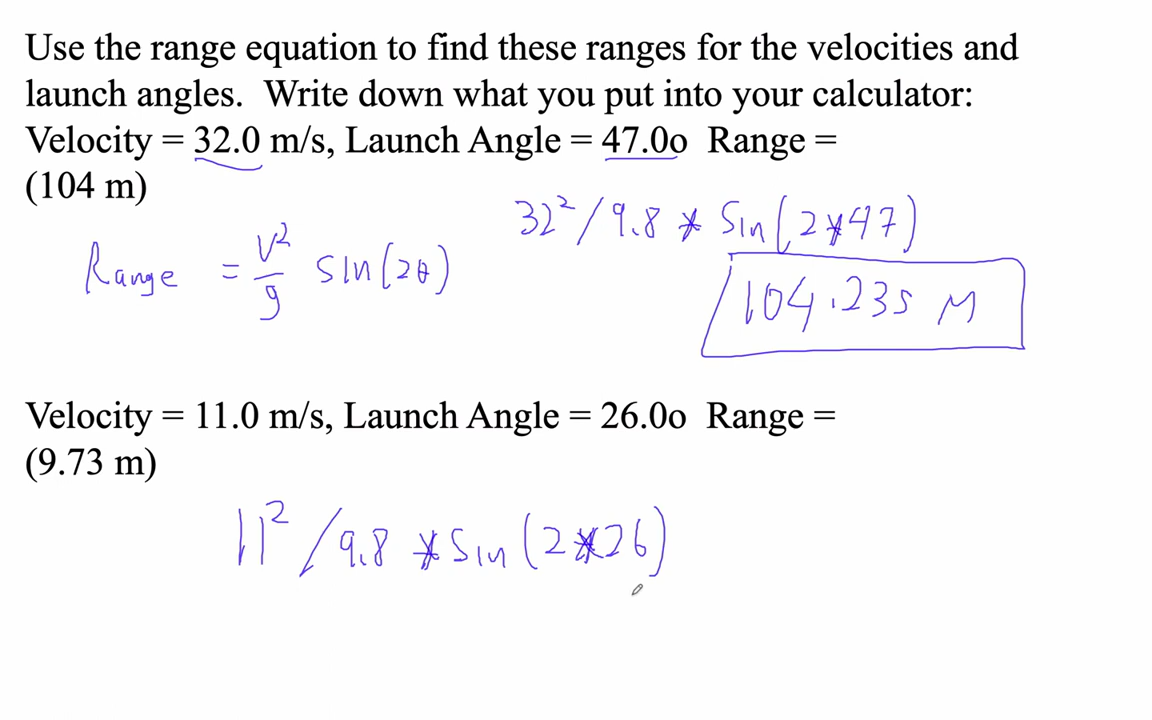 Use the range equation to find these ranges for the velocities and
launch angles.  Write down what you put into your calculator:
Velocity = 32.0 m/s, Launch Angle = 47.0o  Range =
(104 m)
32²/9.8 * Sin(2*47)
Range = v²/g sin(2θ)
104.235 M
Velocity = 11.0 m/s, Launch Angle = 26.0o  Range =
(9.73 m)
11²/9.8 * Sin(2*26)